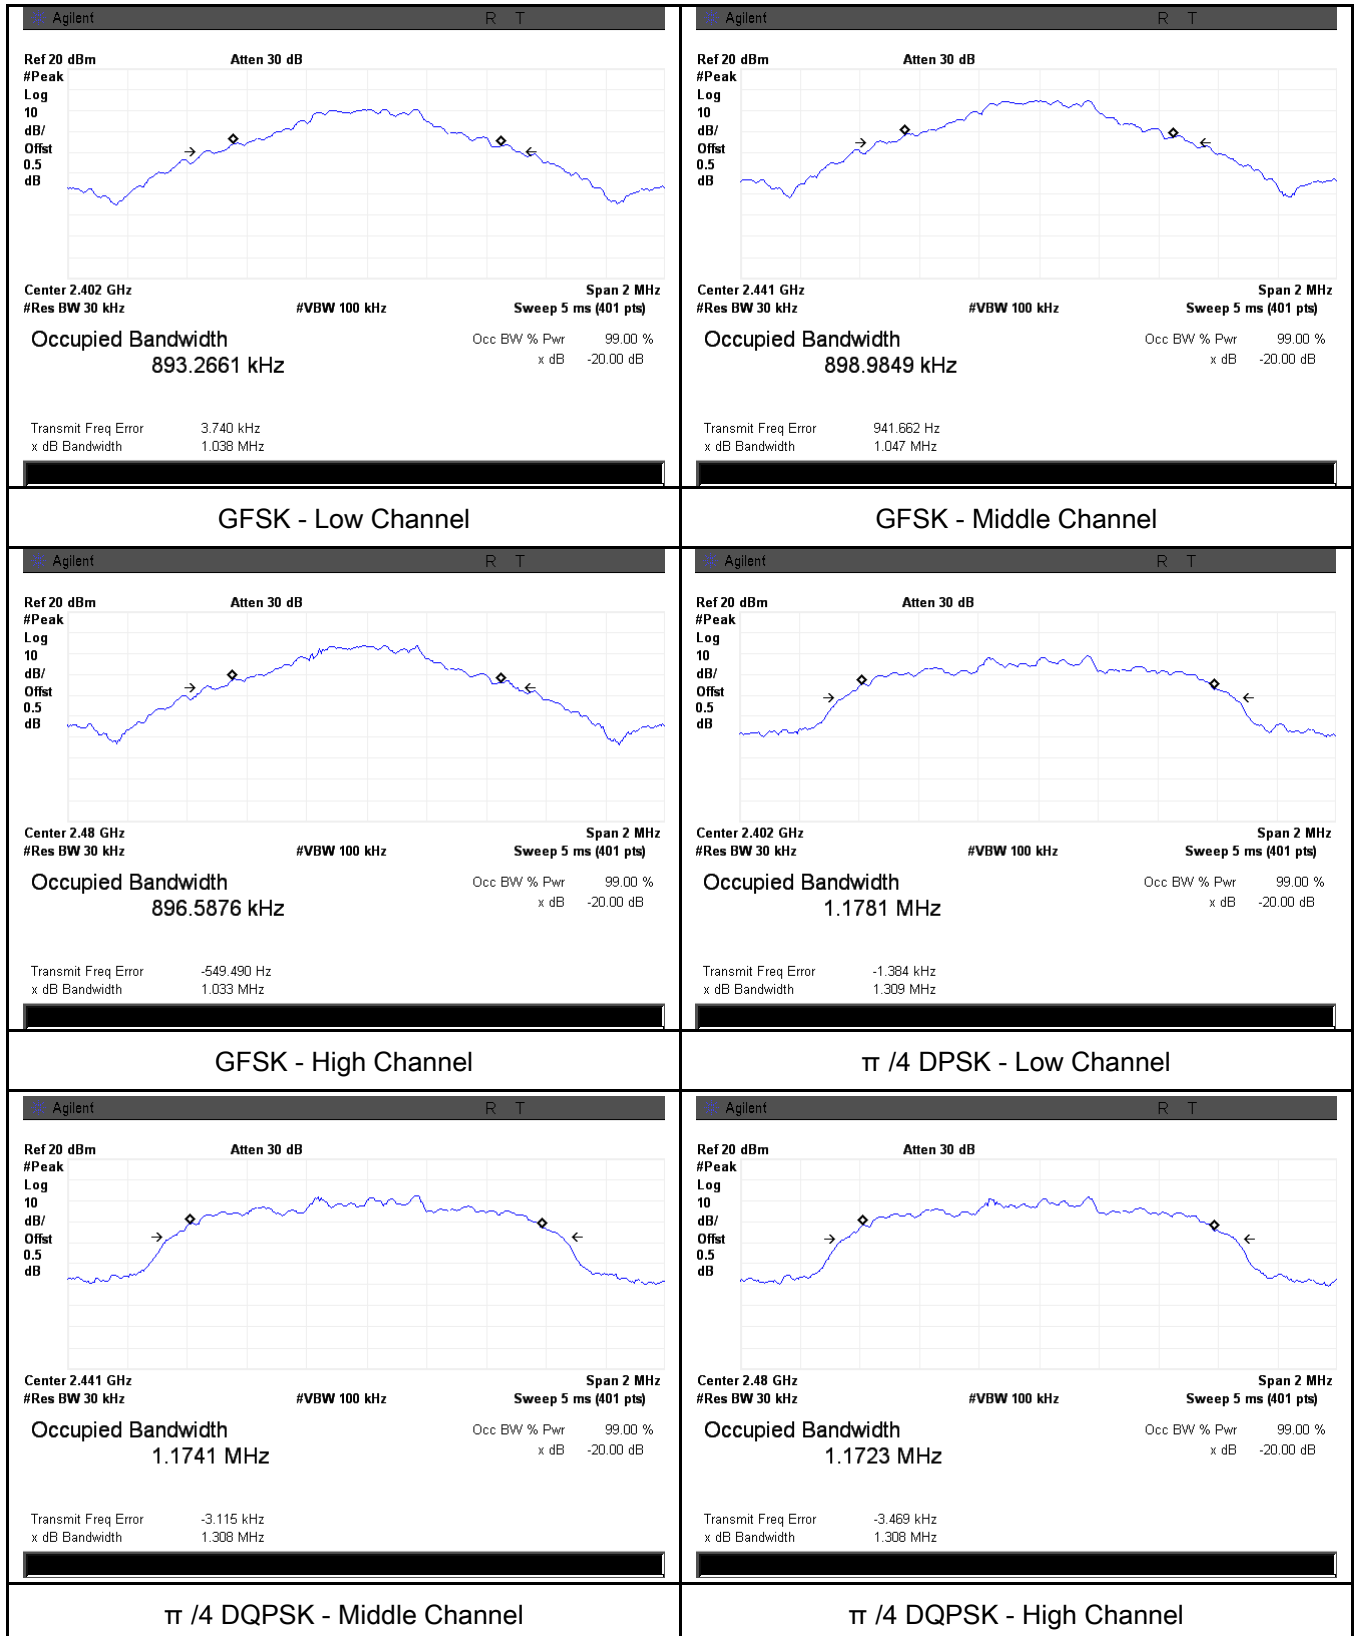 Agilent R T
Ref 20 dBm Atten 30 dB
#Peak
Log
10
dB/
Offst
0.5
dB
Center 2.402 GHz Span 2 MHz
#Res BW 30 kHz #VBW 100 kHz Sweep 5 ms (401 pts)
Occupied Bandwidth Occ BW % Pwr 99.00 %
893.2661 kHz x dB -20.00 dB
Transmit Freq Error 3.740 kHz
x dB Bandwidth 1.038 MHz
GFSK - Low Channel
Agilent R T
Ref 20 dBm Atten 30 dB
#Peak
Log
10
dB/
Offst
0.5
dB
Center 2.441 GHz Span 2 MHz
#Res BW 30 kHz #VBW 100 kHz Sweep 5 ms (401 pts)
Occupied Bandwidth Occ BW % Pwr 99.00 %
898.9849 kHz x dB -20.00 dB
Transmit Freq Error 941.662 Hz
x dB Bandwidth 1.047 MHz
GFSK - Middle Channel
Agilent R T
Ref 20 dBm Atten 30 dB
#Peak
Log
10
dB/
Offst
0.5
dB
Center 2.48 GHz Span 2 MHz
#Res BW 30 kHz #VBW 100 kHz Sweep 5 ms (401 pts)
Occupied Bandwidth Occ BW % Pwr 99.00 %
896.5876 kHz x dB -20.00 dB
Transmit Freq Error -549.490 Hz
x dB Bandwidth 1.033 MHz
GFSK - High Channel
Agilent R T
Ref 20 dBm Atten 30 dB
#Peak
Log
10
dB/
Offst
0.5
dB
Center 2.402 GHz Span 2 MHz
#Res BW 30 kHz #VBW 100 kHz Sweep 5 ms (401 pts)
Occupied Bandwidth Occ BW % Pwr 99.00 %
1.1781 MHz x dB -20.00 dB
Transmit Freq Error -1.384 kHz
x dB Bandwidth 1.309 MHz
π /4 DPSK - Low Channel
Agilent R T
Ref 20 dBm Atten 30 dB
#Peak
Log
10
dB/
Offst
0.5
dB
Center 2.441 GHz Span 2 MHz
#Res BW 30 kHz #VBW 100 kHz Sweep 5 ms (401 pts)
Occupied Bandwidth Occ BW % Pwr 99.00 %
1.1741 MHz x dB -20.00 dB
Transmit Freq Error -3.115 kHz
x dB Bandwidth 1.308 MHz
π /4 DQPSK - Middle Channel
Agilent R T
Ref 20 dBm Atten 30 dB
#Peak
Log
10
dB/
Offst
0.5
dB
Center 2.48 GHz Span 2 MHz
#Res BW 30 kHz #VBW 100 kHz Sweep 5 ms (401 pts)
Occupied Bandwidth Occ BW % Pwr 99.00 %
1.1723 MHz x dB -20.00 dB
Transmit Freq Error -3.469 kHz
x dB Bandwidth 1.308 MHz
π /4 DQPSK - High Channel